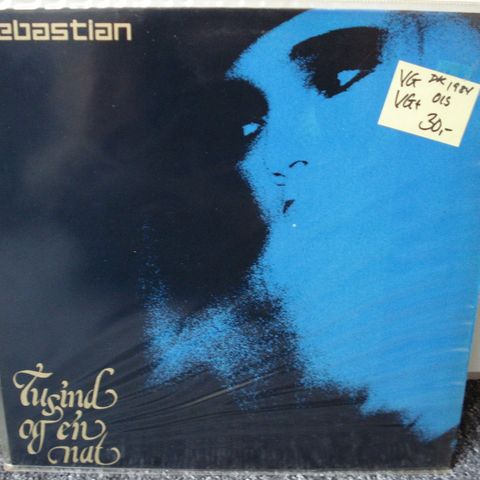 ebastian
VG DK 1984
VG+ OIS
30,-
Tusind
og én
nat